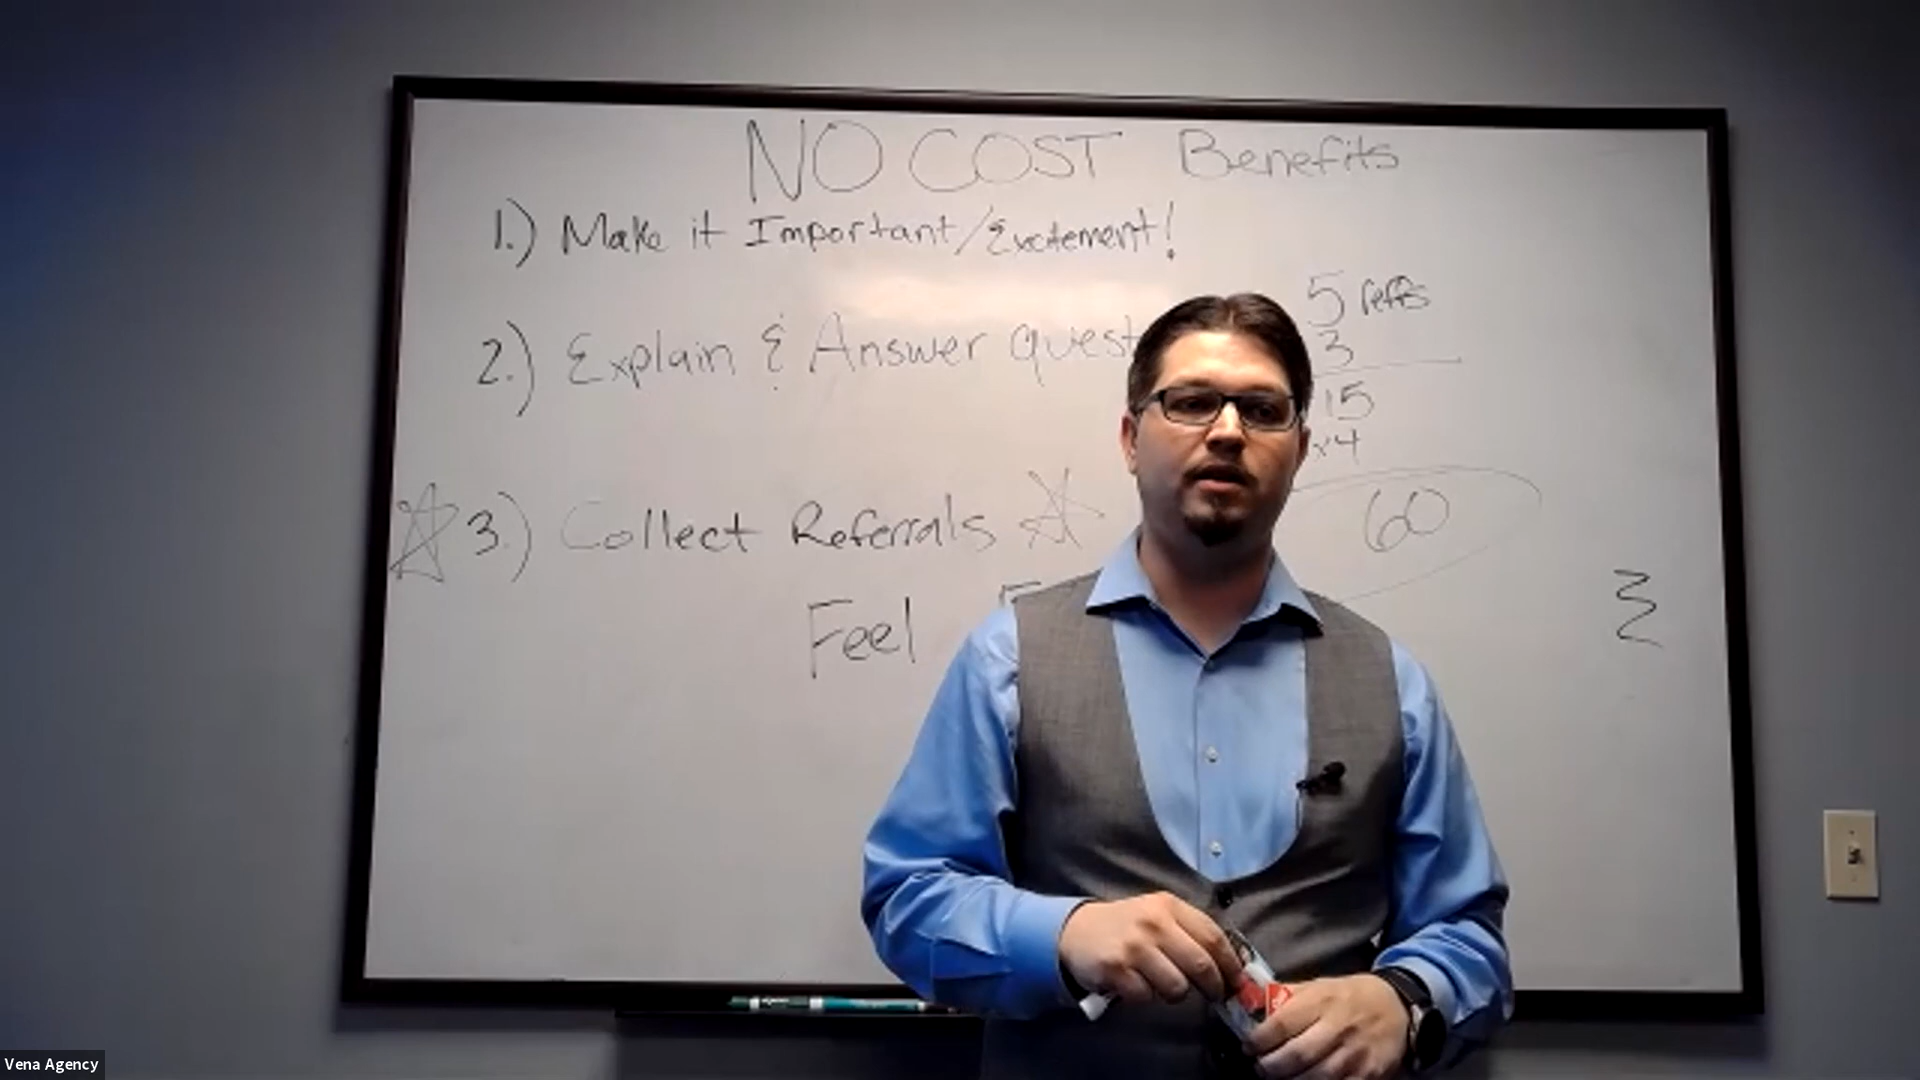 NO COST Benefits
1.) Make it Important/Excitement!
2.) Explain & Answer quest
3.) Collect Referrals
Feel
5 reffs
3
15
x4
60
Vena Agency